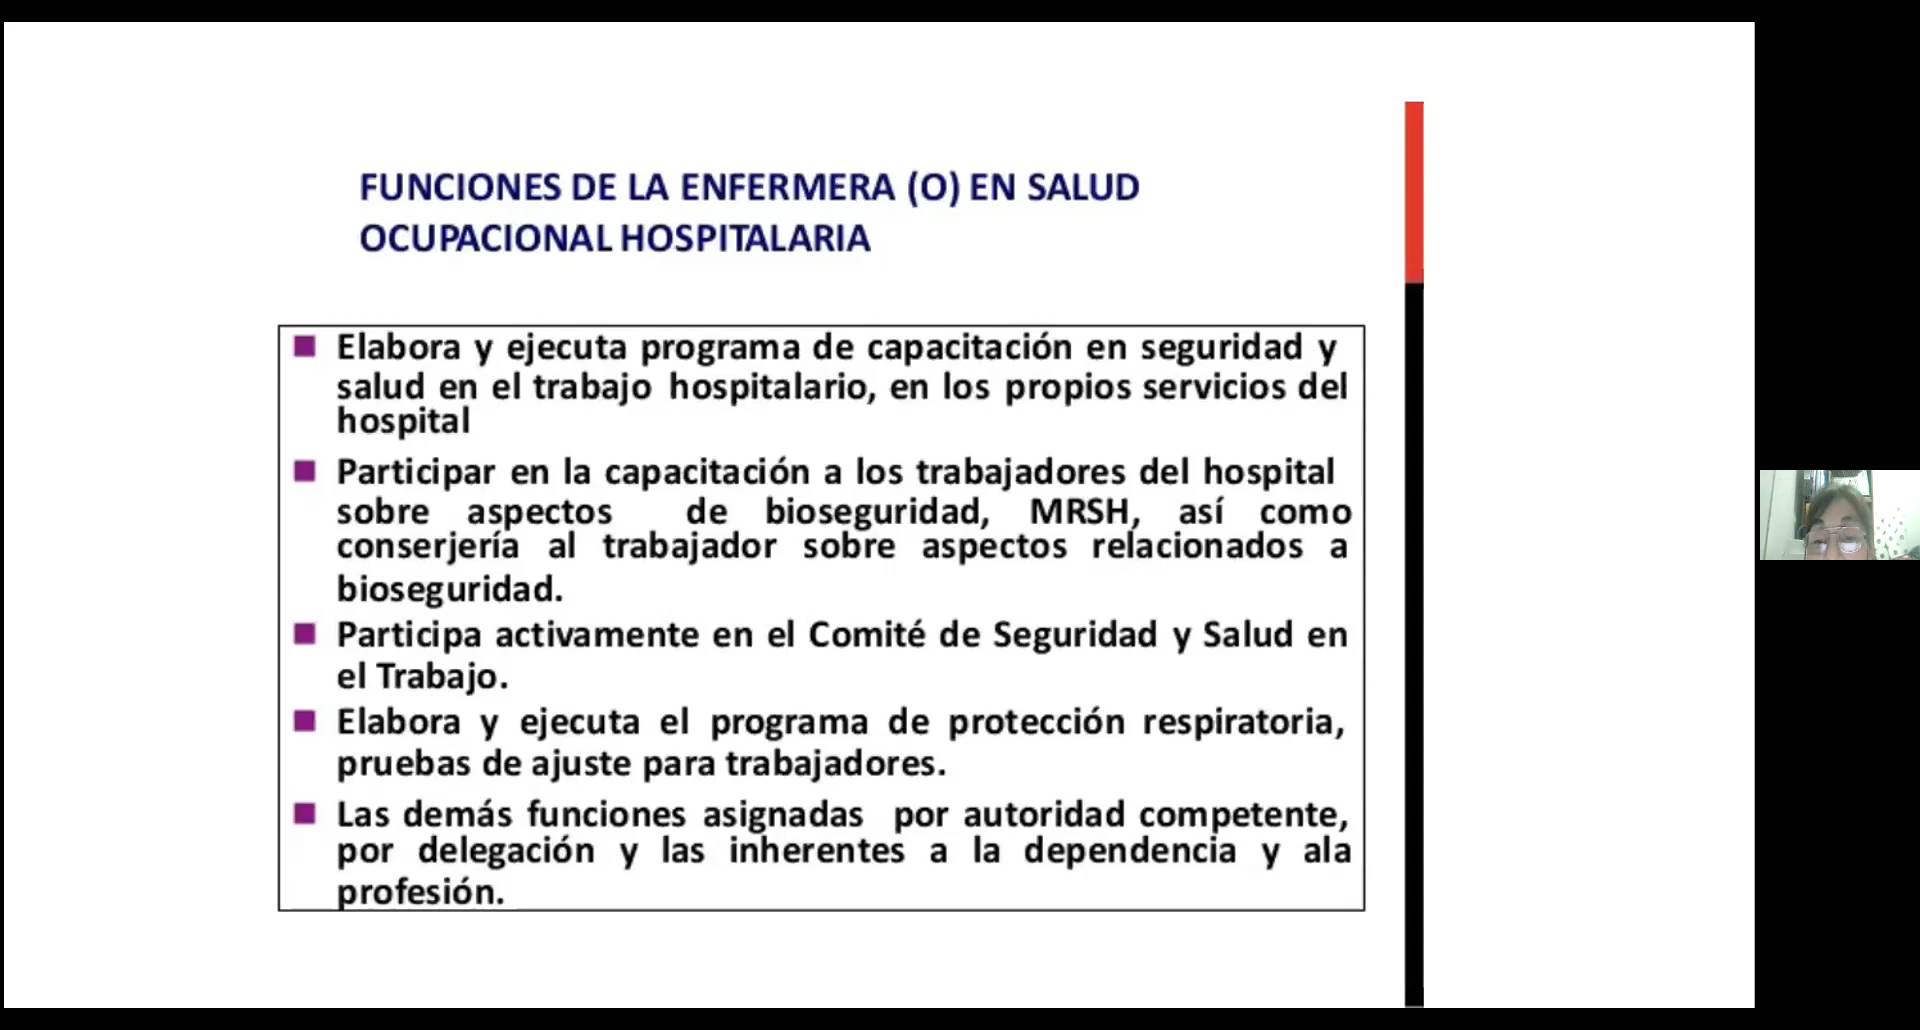 FUNCIONES DE LA ENFERMERA (O) EN SALUD
OCUPACIONAL HOSPITALARIA
Elabora y ejecuta programa de capacitación en seguridad y
salud en el trabajo hospitalario, en los propios servicios del
hospital
Participar en la capacitación a los trabajadores del hospital
sobre aspectos de bioseguridad, MRSH, así como
conserjería al trabajador sobre aspectos relacionados a
bioseguridad.
Participa activamente en el Comité de Seguridad y Salud en
el Trabajo.
Elabora y ejecuta el programa de protección respiratoria,
pruebas de ajuste para trabajadores.
Las demás funciones asignadas por autoridad competente,
por delegación y las inherentes a la dependencia y ala
profesión.